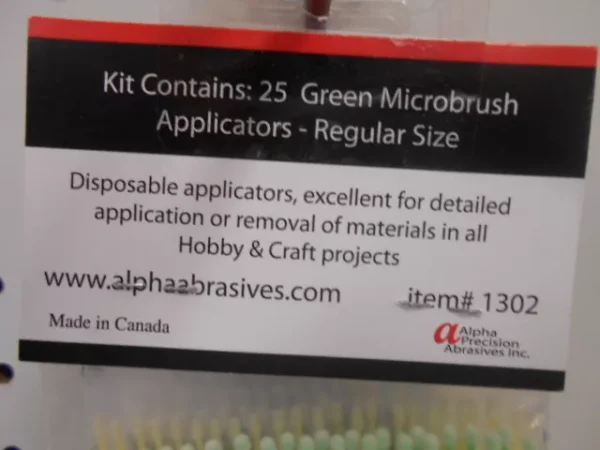 Kit Contains: 25 Green Microbrush
Applicators - Regular Size
Disposable applicators, excellent for detailed
application or removal of materials in all
Hobby & Craft projects
www.alphaabrasives.com
item# 1302
Made in Canada
α Alpha
Precision
Abrasives Inc.